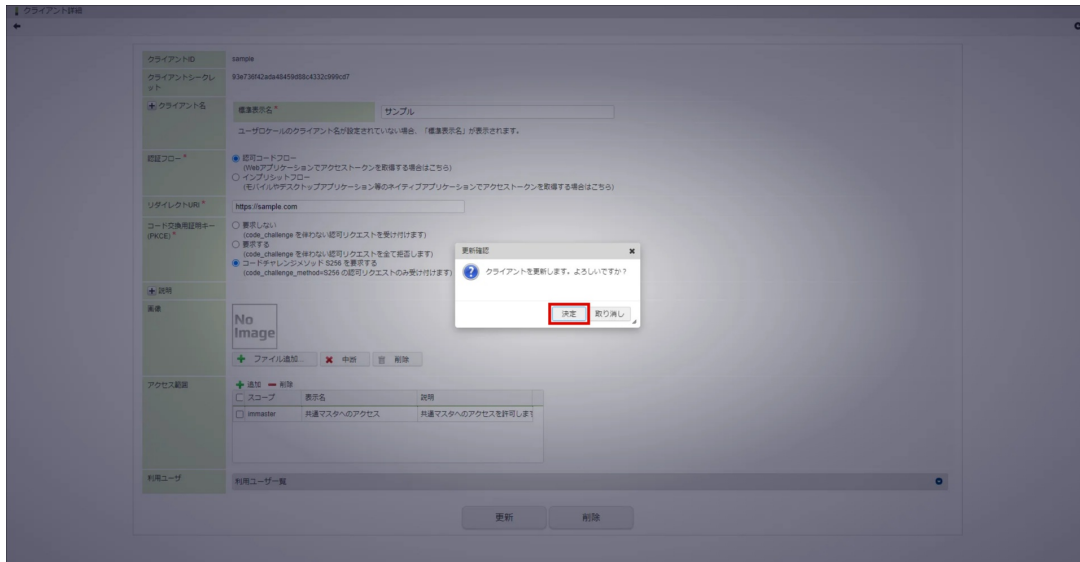 クライアント詳細
クライアントID
sample
クライアントシークレ
ット
クライアント名
標準表示名 *
サンプル
ユーザロケールのクライアント名が設定されていない場合、「標準表示名」が表示されます。
認証フロー *
認可コードフロー
(Webアプリケーションでアクセストークンを取得する場合はこちら)
インプリシットフロー
(モバイルやデスクトップアプリケーション等のネイティブアプリケーションでアクセストークンを取得する場合はこちら)
リダイレクトURI *
https://sample.com
コード交換用証明キー
(PKCE) *
要求しない
(code_challenge を伴わない認可リクエストを受け付けます)
要求する
(code_challenge を伴わない認可リクエストを全て拒否します)
コードチャレンジメソッド S256 を要求する
(code_challenge_method=S256 の認可リクエストのみ受け付けます)
更新確認
クライアントを更新します。よろしいですか？
決定
取り消し
説明
画像
No
Image
ファイル追加...
中断
削除
アクセス範囲
追加
削除
スコープ
表示名
説明
immaster
共通マスタへのアクセス
共通マスタへのアクセスを許可します
利用ユーザ
利用ユーザ一覧
更新
削除